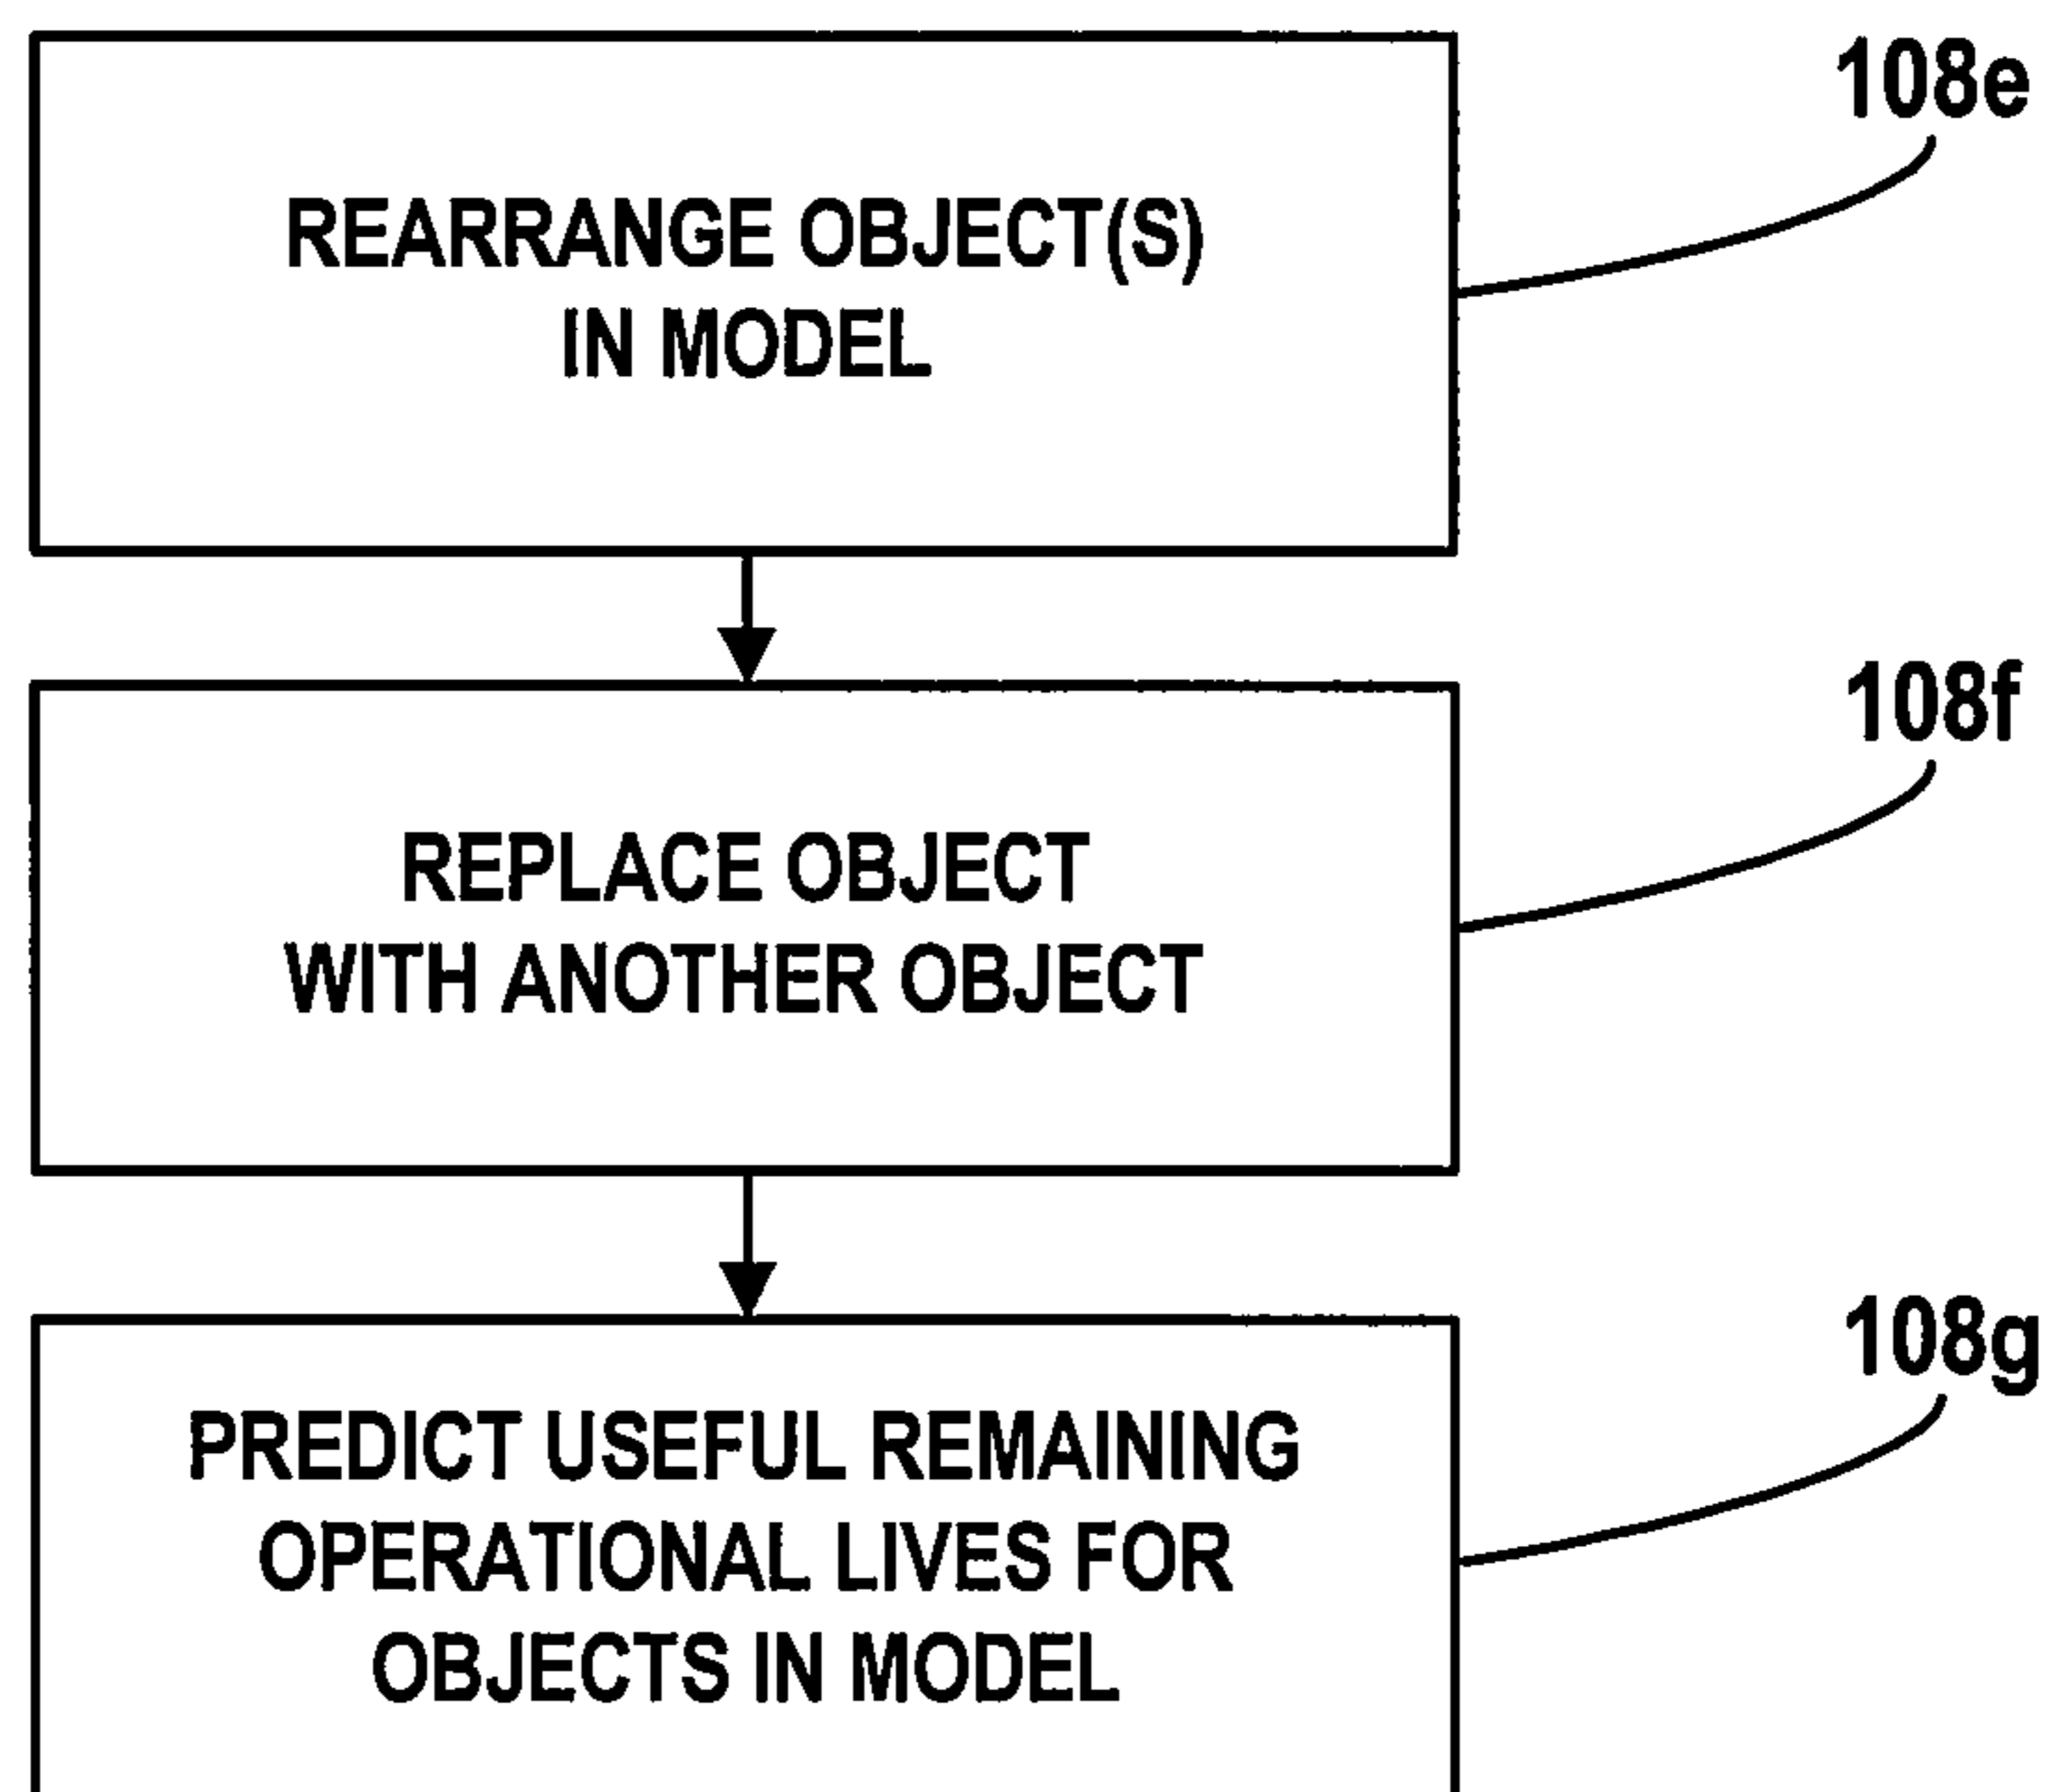 108e
REARRANGE OBJECT(S)
IN MODEL
108f
REPLACE OBJECT
WITH ANOTHER OBJECT
108g
PREDICT USEFUL REMAINING
OPERATIONAL LIVES FOR
OBJECTS IN MODEL